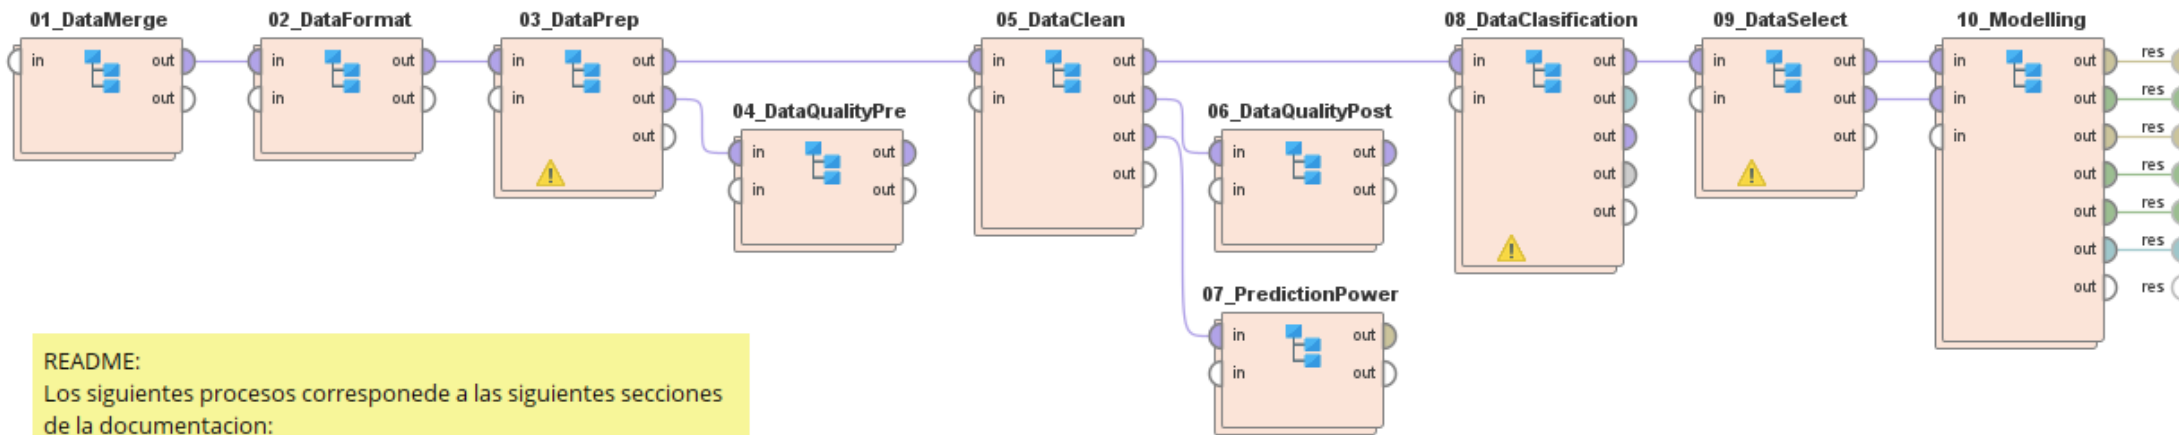 01_DataMerge 02_DataFormat 03_DataPrep 05_DataClean 08_DataClasification 09_DataSelect 10_Modelling
in out in out in out in out in out in out in out res
out in out in out in out in out in out in out res
04_DataQualityPre 06_DataQualityPost
out out out out in out res
in out out in out out out res
in out in out out out res
out res
07_PredictionPower
out res
in out
in out
README:
Los siguientes procesos corresponede a las siguientes secciones
de la documentacion: